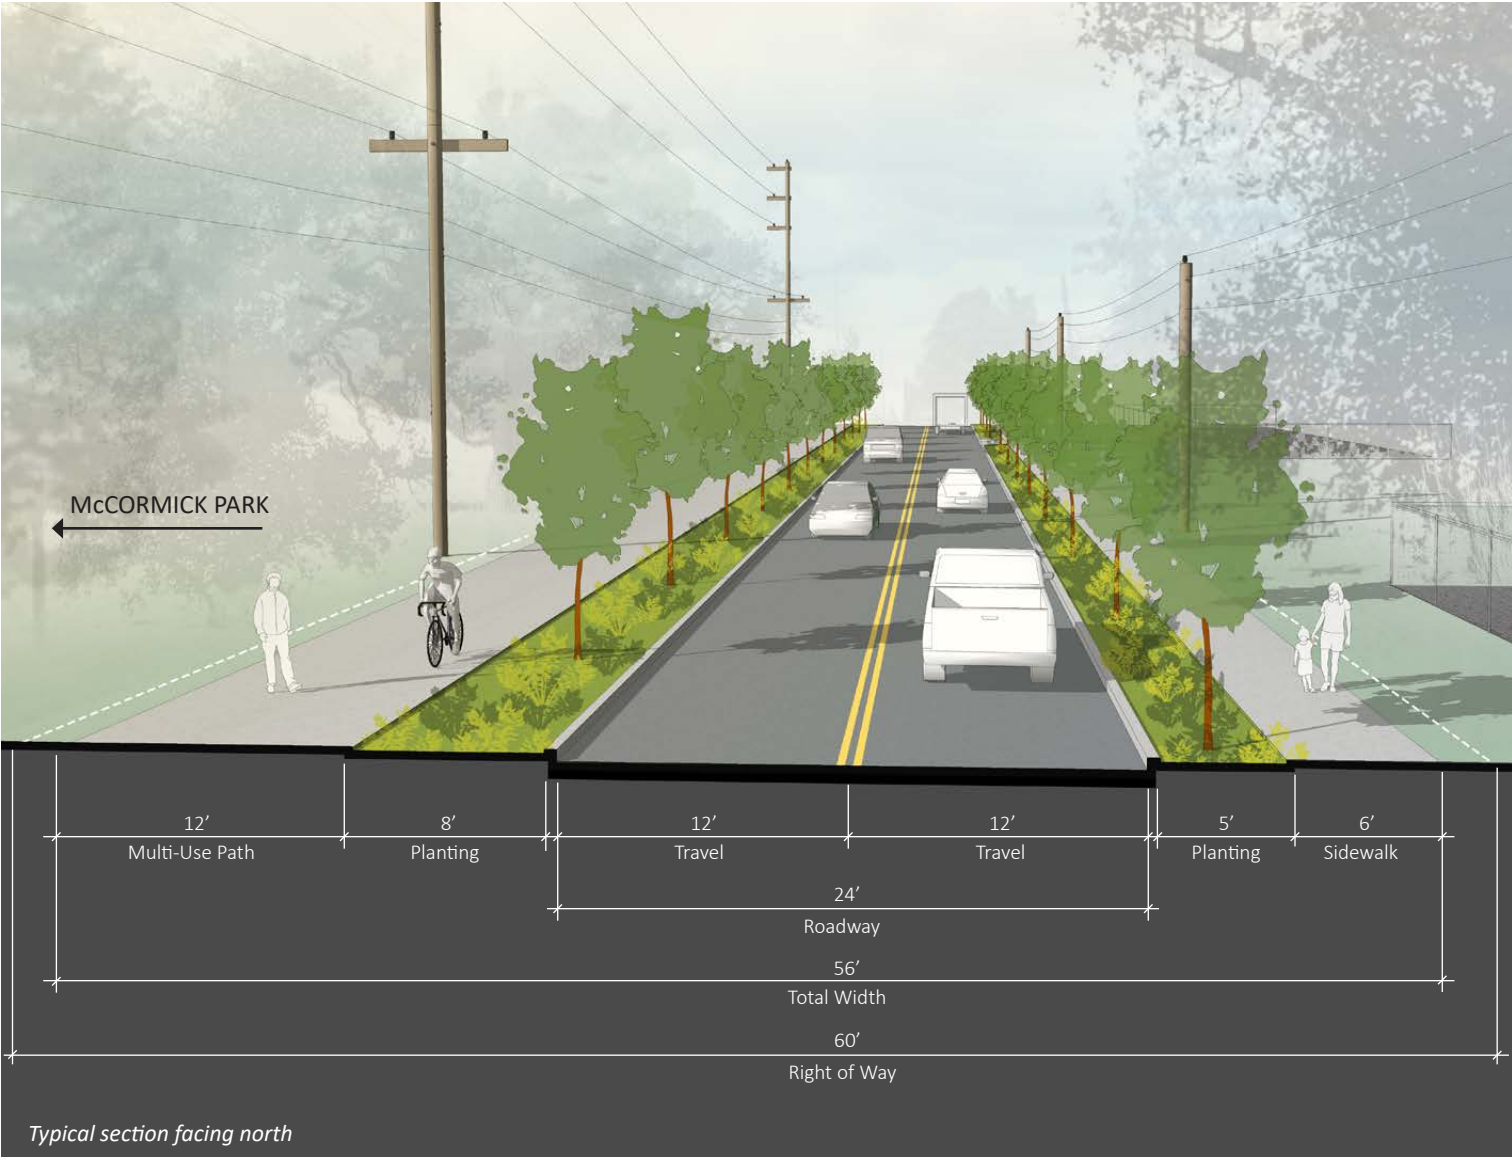 McCORMICK PARK
12’ 8’ 12’ 12’ 5’ 6’
Multi-Use Path Planting Travel Travel Planting Sidewalk
24’
Roadway
56’
Total Width
60’
Right of Way
Typical section facing north